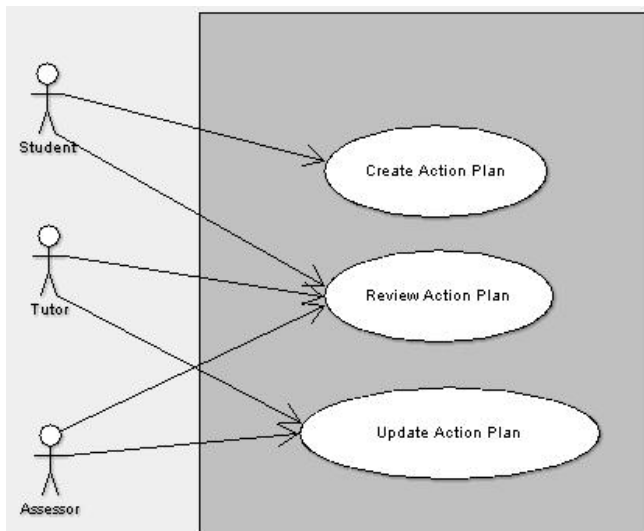 Student
Create Action Plan
Tutor
Review Action Plan
Assessor
Update Action Plan